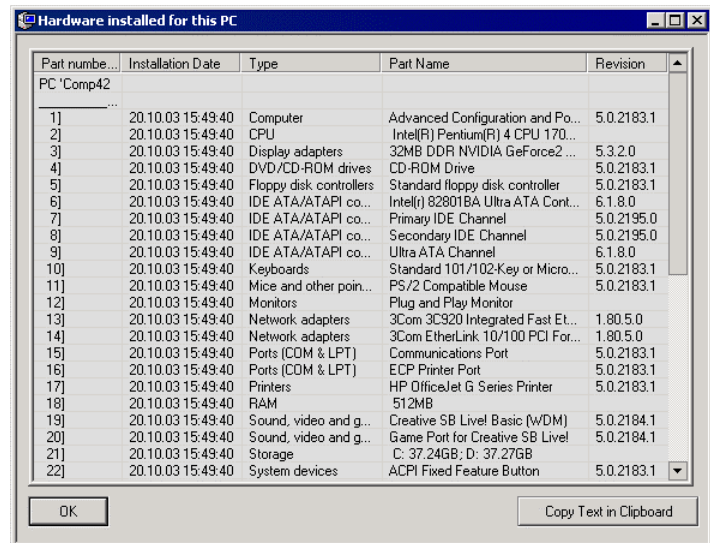 Hardware installed for this PC
Part numbe... Installation Date Type Part Name Revision
PC 'Comp42
_________...
1] 20.10.03 15:49:40 Computer Advanced Configuration and Po... 5.0.2183.1
2] 20.10.03 15:49:40 CPU Intel(R) Pentium(R) 4 CPU 170...
3] 20.10.03 15:49:40 Display adapters 32MB DDR NVIDIA GeForce2 ... 5.3.2.0
4] 20.10.03 15:49:40 DVD/CD-ROM drives CD-ROM Drive 5.0.2183.1
5] 20.10.03 15:49:40 Floppy disk controllers Standard floppy disk controller 5.0.2183.1
6] 20.10.03 15:49:40 IDE ATA/ATAPI co... Intel(r) 82801BA Ultra ATA Cont... 6.1.8.0
7] 20.10.03 15:49:40 IDE ATA/ATAPI co... Primary IDE Channel 5.0.2195.0
8] 20.10.03 15:49:40 IDE ATA/ATAPI co... Secondary IDE Channel 5.0.2195.0
9] 20.10.03 15:49:40 IDE ATA/ATAPI co... Ultra ATA Channel 6.1.8.0
10] 20.10.03 15:49:40 Keyboards Standard 101/102-Key or Micro... 5.0.2183.1
11] 20.10.03 15:49:40 Mice and other poin... PS/2 Compatible Mouse 5.0.2183.1
12] 20.10.03 15:49:40 Monitors Plug and Play Monitor
13] 20.10.03 15:49:40 Network adapters 3Com 3C920 Integrated Fast Et... 1.80.5.0
14] 20.10.03 15:49:40 Network adapters 3Com EtherLink 10/100 PCI For... 1.80.5.0
15] 20.10.03 15:49:40 Ports (COM & LPT) Communications Port 5.0.2183.1
16] 20.10.03 15:49:40 Ports (COM & LPT) ECP Printer Port 5.0.2183.1
17] 20.10.03 15:49:40 Printers HP OfficeJet G Series Printer 5.0.2183.1
18] 20.10.03 15:49:40 RAM 512MB
19] 20.10.03 15:49:40 Sound, video and g... Creative SB Live! Basic (WDM) 5.0.2184.1
20] 20.10.03 15:49:40 Sound, video and g... Game Port for Creative SB Live! 5.0.2184.1
21] 20.10.03 15:49:40 Storage C: 37.24GB; D: 37.27GB
22] 20.10.03 15:49:40 System devices ACPI Fixed Feature Button 5.0.2183.1
OK Copy Text in Clipboard